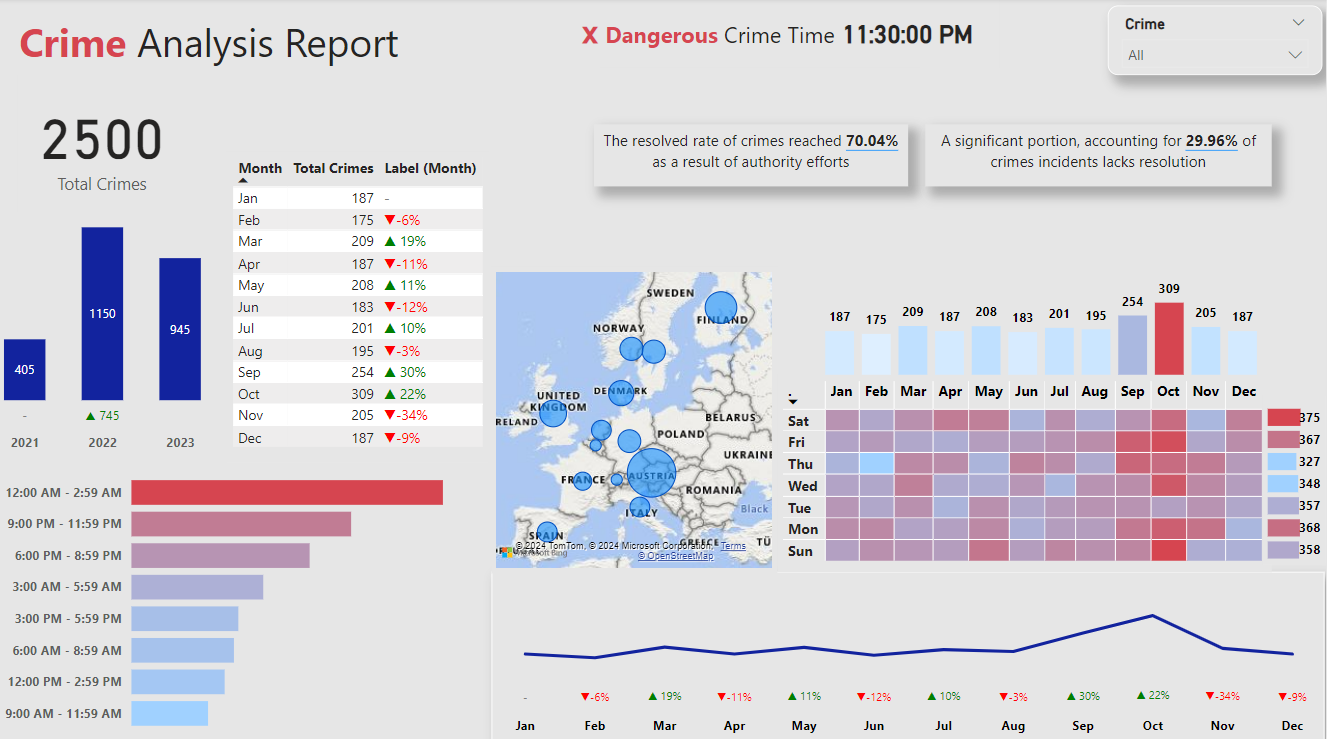 Crime Analysis Report
X Dangerous Crime Time 11:30:00 PM
Crime
All
2500
Total Crimes
The resolved rate of crimes reached 70.04%
as a result of authority efforts
A significant portion, accounting for 29.96% of
crimes incidents lacks resolution
405
1150
945
-
▲ 745
2021
2022
2023
Month Total Crimes Label (Month)
Jan 187 -
Feb 175 ▼-6%
Mar 209 ▲ 19%
Apr 187 ▼-11%
May 208 ▲ 11%
Jun 183 ▼-12%
Jul 201 ▲ 10%
Aug 195 ▼-3%
Sep 254 ▲ 30%
Oct 309 ▲ 22%
Nov 205 ▼-34%
Dec 187 ▼-9%
12:00 AM - 2:59 AM
9:00 PM - 11:59 PM
6:00 PM - 8:59 PM
3:00 AM - 5:59 AM
3:00 PM - 5:59 PM
6:00 AM - 8:59 AM
12:00 PM - 2:59 PM
9:00 AM - 11:59 AM
SWEDEN
FINLAND
NORWAY
DENMARK
UNITED
KINGDOM
RELAND
BELARUS
POLAND
UKRAINE
FRANCE
AUSTRIA
ROMANIA
ITALY
Black
SPAIN
GREECE
TÜ
© 2024 TomTom, © 2024 Microsoft Corporation, Terms
© OpenStreetMap
187 175 209 187 208 183 201 195 254 309 205 187
Jan Feb Mar Apr May Jun Jul Aug Sep Oct Nov Dec
Sat 375
Fri 367
Thu 327
Wed 348
Tue 357
Mon 368
Sun 358
- ▼-6% ▲ 19% ▼-11% ▲ 11% ▼-12% ▲ 10% ▼-3% ▲ 30% ▲ 22% ▼-34% ▼-9%
Jan Feb Mar Apr May Jun Jul Aug Sep Oct Nov Dec